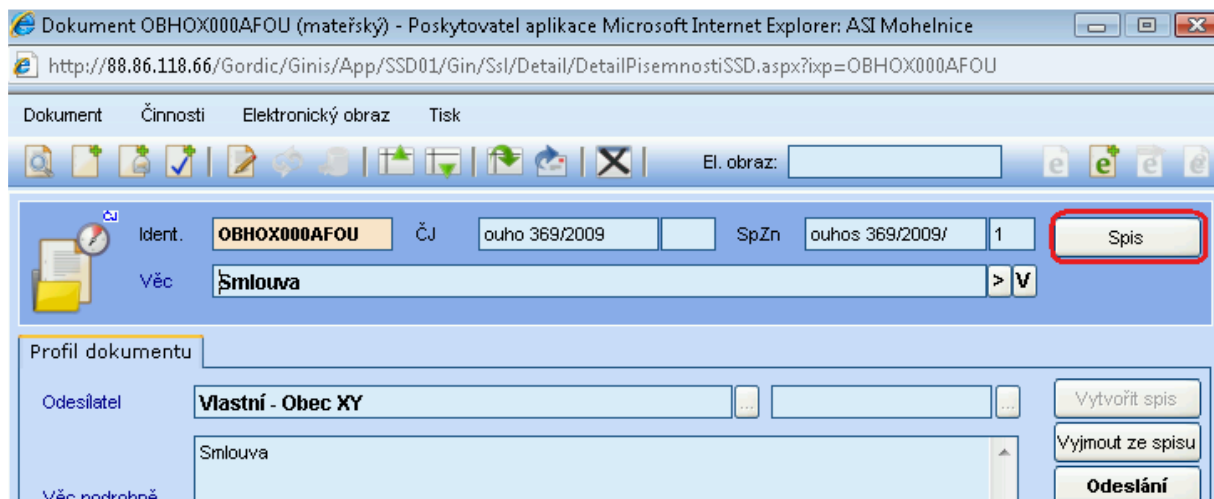 Dokument OBHOX000AFOU (mateřský) - Poskytovatel aplikace Microsoft Internet Explorer: ASI Mohelnice
http://88.86.118.66/Gordic/Ginis/App/SSD01/Gin/Ssl/Detail/DetailPisemnostiSSD.aspx?ixp=OBHOX000AFOU
Dokument Činnosti Elektronický obraz Tisk
El. obraz:
ČJ
Ident. OBHOX000AFOU ČJ ouho 369/2009 SpZn ouhos 369/2009/ 1 Spis
Věc Smlouva > V
Profil dokumentu
Odesílatel Vlastní - Obec XY ... ... Vytvořit spis
Smlouva Vyjmout ze spisu
Věc podrobně Odeslání